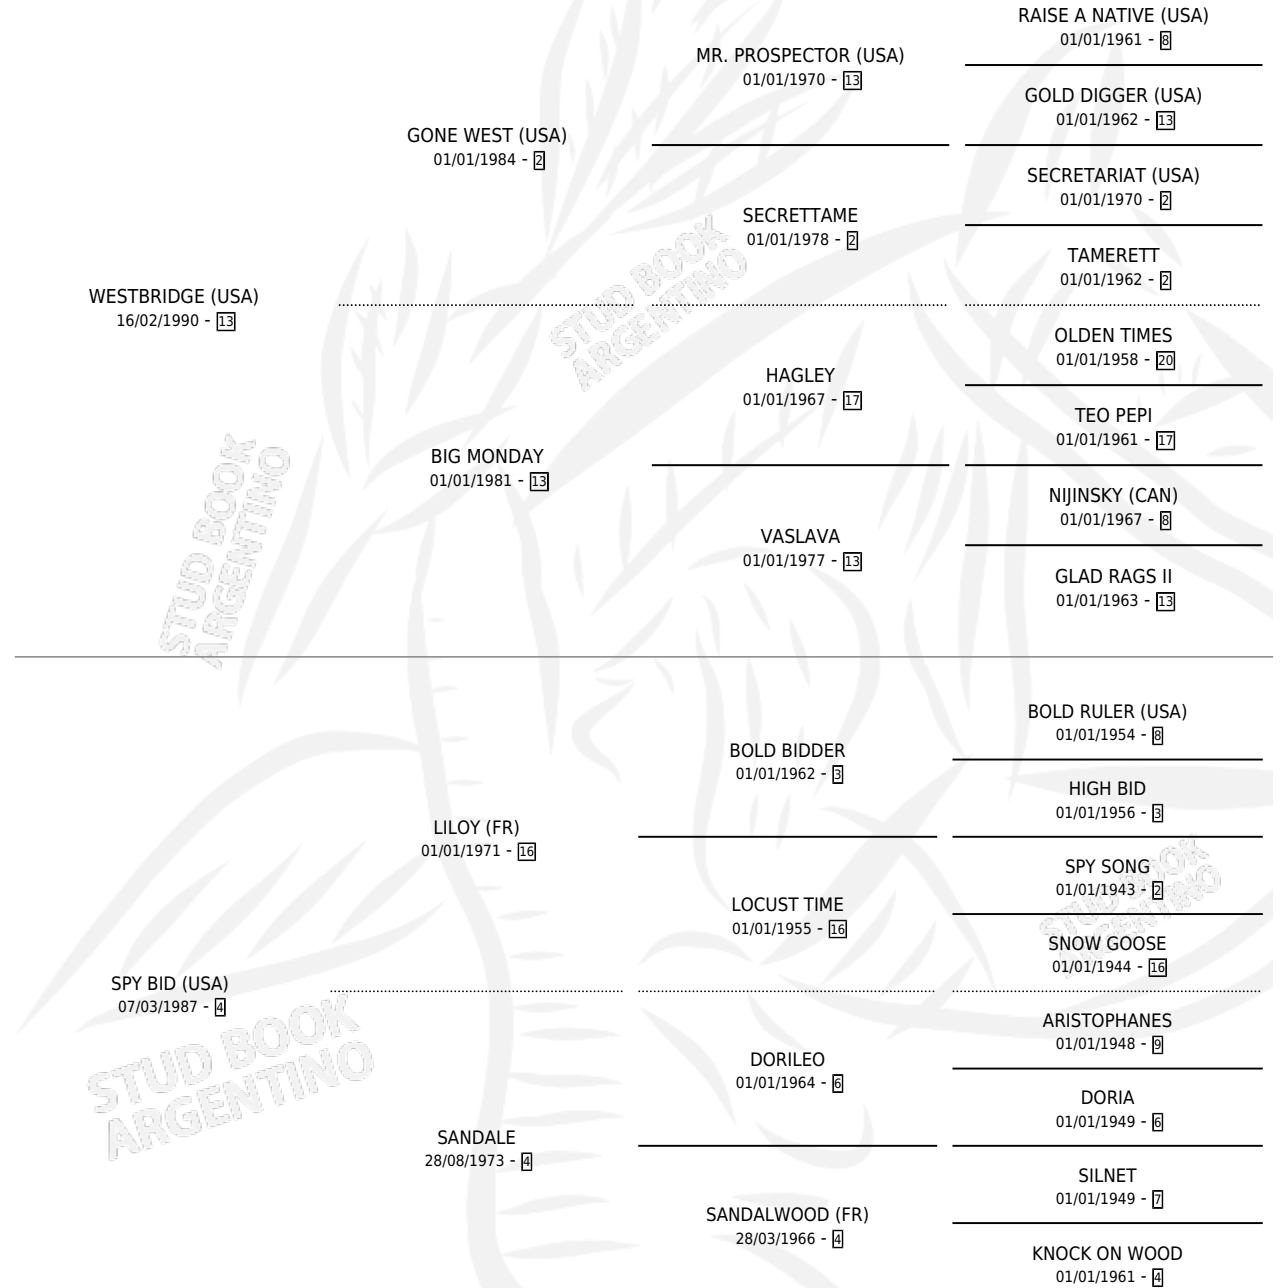 RAISE A NATIVE (USA)
01/01/1961 - 8
MR. PROSPECTOR (USA)
01/01/1970 - 13
GOLD DIGGER (USA)
01/01/1962 - 13
GONE WEST (USA)
01/01/1984 - 2
SECRETARIAT (USA)
01/01/1970 - 2
SECRETTAME
01/01/1978 - 2
TAMERETT
01/01/1962 - 2
WESTBRIDGE (USA)
16/02/1990 - 13
OLDEN TIMES
01/01/1958 - 20
HAGLEY
01/01/1967 - 17
TEO PEPI
01/01/1961 - 17
BIG MONDAY
01/01/1981 - 13
NIJINSKY (CAN)
01/01/1967 - 8
VASLAVA
01/01/1977 - 13
GLAD RAGS II
01/01/1963 - 13
BOLD RULER (USA)
01/01/1954 - 8
BOLD BIDDER
01/01/1962 - 3
HIGH BID
01/01/1956 - 3
LILOY (FR)
01/01/1971 - 16
SPY SONG
01/01/1943 - 2
LOCUST TIME
01/01/1955 - 16
SNOW GOOSE
01/01/1944 - 16
SPY BID (USA)
07/03/1987 - 4
ARISTOPHANES
01/01/1948 - 9
DORILEO
01/01/1964 - 6
DORIA
01/01/1949 - 6
SANDALE
28/08/1973 - 4
SILNET
01/01/1949 - 7
SANDALWOOD (FR)
28/03/1966 - 4
KNOCK ON WOOD
01/01/1961 - 4
STUD BOOK
ARGENTINO
STUD BOOK
ARGENTINO
STUD BOOK
ARGENTINO
STUD BOOK
ARGENTINO